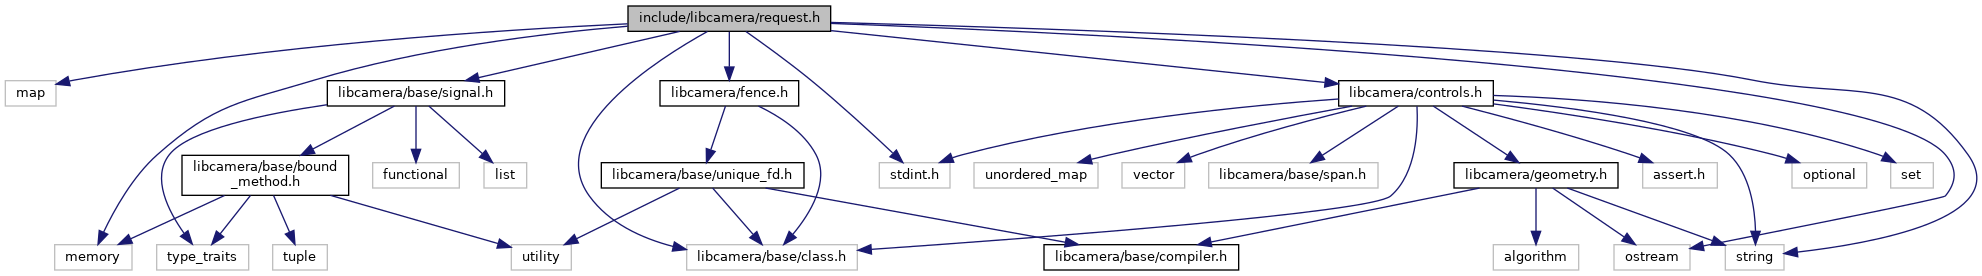 include/libcamera/request.h
map
libcamera/base/signal.h
libcamera/fence.h
libcamera/controls.h
libcamera/base/bound
_method.h
functional
list
libcamera/base/unique_fd.h
stdint.h
unordered_map
vector
libcamera/base/span.h
libcamera/geometry.h
assert.h
optional
set
memory
type_traits
tuple
utility
libcamera/base/class.h
libcamera/base/compiler.h
algorithm
ostream
string